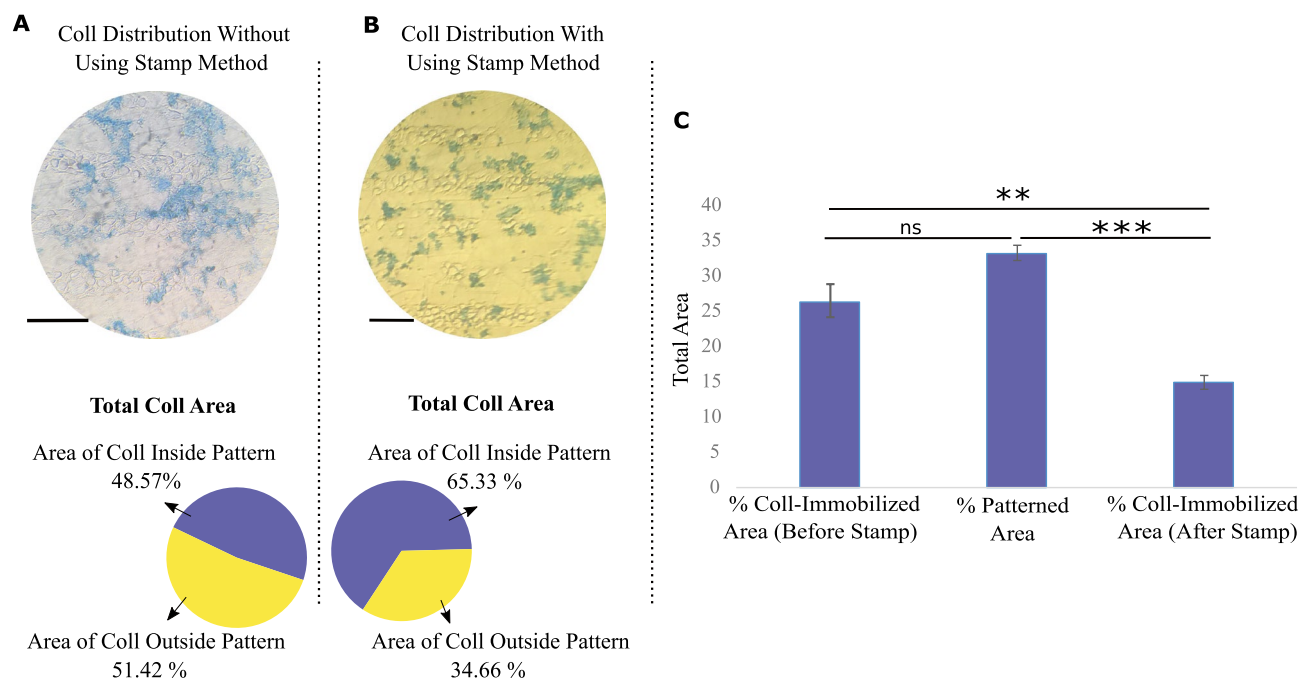 A
Coll Distribution Without
Using Stamp Method
Total Coll Area
Area of Coll Inside Pattern
48.57%
Area of Coll Outside Pattern
51.42 %
B
Coll Distribution With
Using Stamp Method
Total Coll Area
Area of Coll Inside Pattern
65.33 %
Area of Coll Outside Pattern
34.66 %
C
Total Area
40
35
30
25
20
15
10
5
0
**
ns
***
% Coll-Immobilized
Area (Before Stamp)
% Patterned
Area
% Coll-Immobilized
Area (After Stamp)